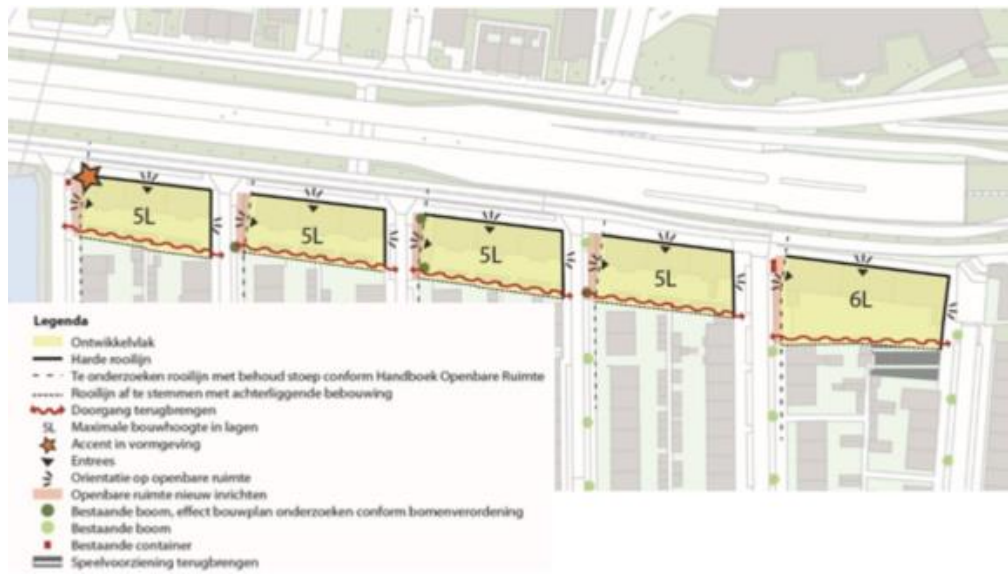 5L
5L
5L
5L
6L
Legenda
Ontwikkelvlak
Harde rooilijn
Te onderzoeken rooilijn met behoud stoep conform Handboek Openbare Ruimte
Rooilijn af te stemmen met achterliggende bebouwing
Doorgang terugbrengen
5L Maximale bouwhoogte in lagen
Accent in vormgeving
Entrees
Orientatie op openbare ruimte
Openbare ruimte nieuw inrichten
Bestaande boom, effect bouwplan onderzoeken conform bomenverordening
Bestaande boom
Bestaande container
Speelvoorziening terugbrengen